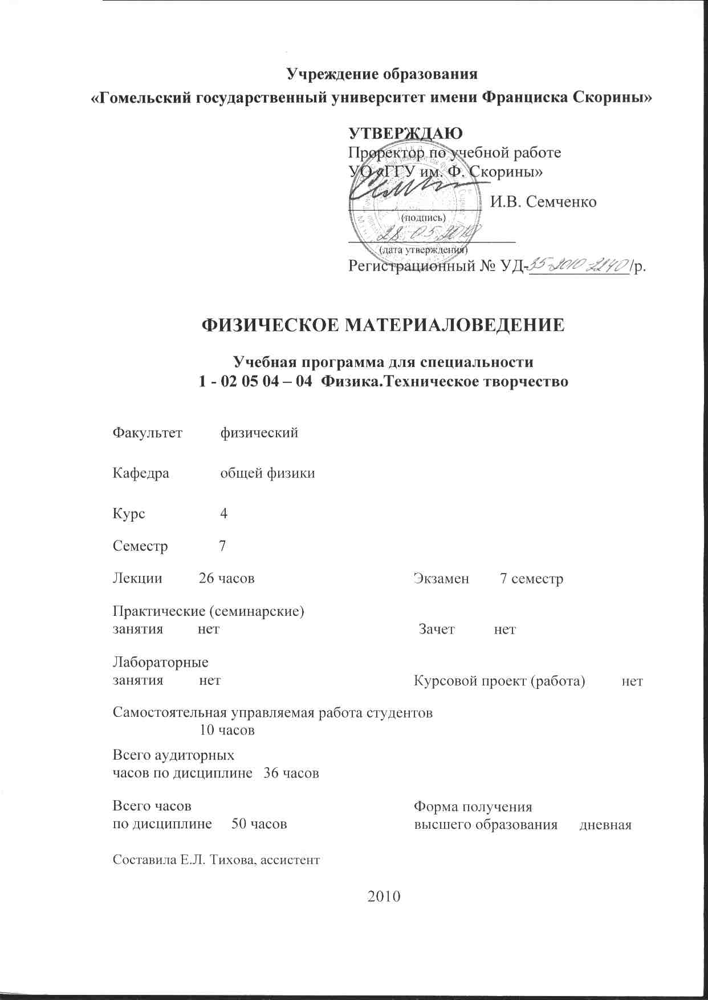 Учреждение образования
«Гомельский государственный университет имени Франциска Скорины»
УТВЕРЖДАЮ
Проректор по учебной работе
УО «ГГУ им. Ф. Скорины»
И.В. Семченко
(подпись)
28.05.2010
(дата утверждения)
Регистрационный № УД-35-2010-2240/р.
ФИЗИЧЕСКОЕ МАТЕРИАЛОВЕДЕНИЕ
Учебная программа для специальности
1 - 02 05 04 – 04 Физика.Техническое творчество
Факультет физический
Кафедра общей физики
Курс 4
Семестр 7
Лекции 26 часов Экзамен 7 семестр
Практические (семинарские)
занятия нет Зачет нет
Лабораторные
занятия нет Курсовой проект (работа) нет
Самостоятельная управляемая работа студентов
10 часов
Всего аудиторных
часов по дисциплине 36 часов
Всего часов Форма получения
по дисциплине 50 часов высшего образования дневная
Составила Е.Л. Тихова, ассистент
2010